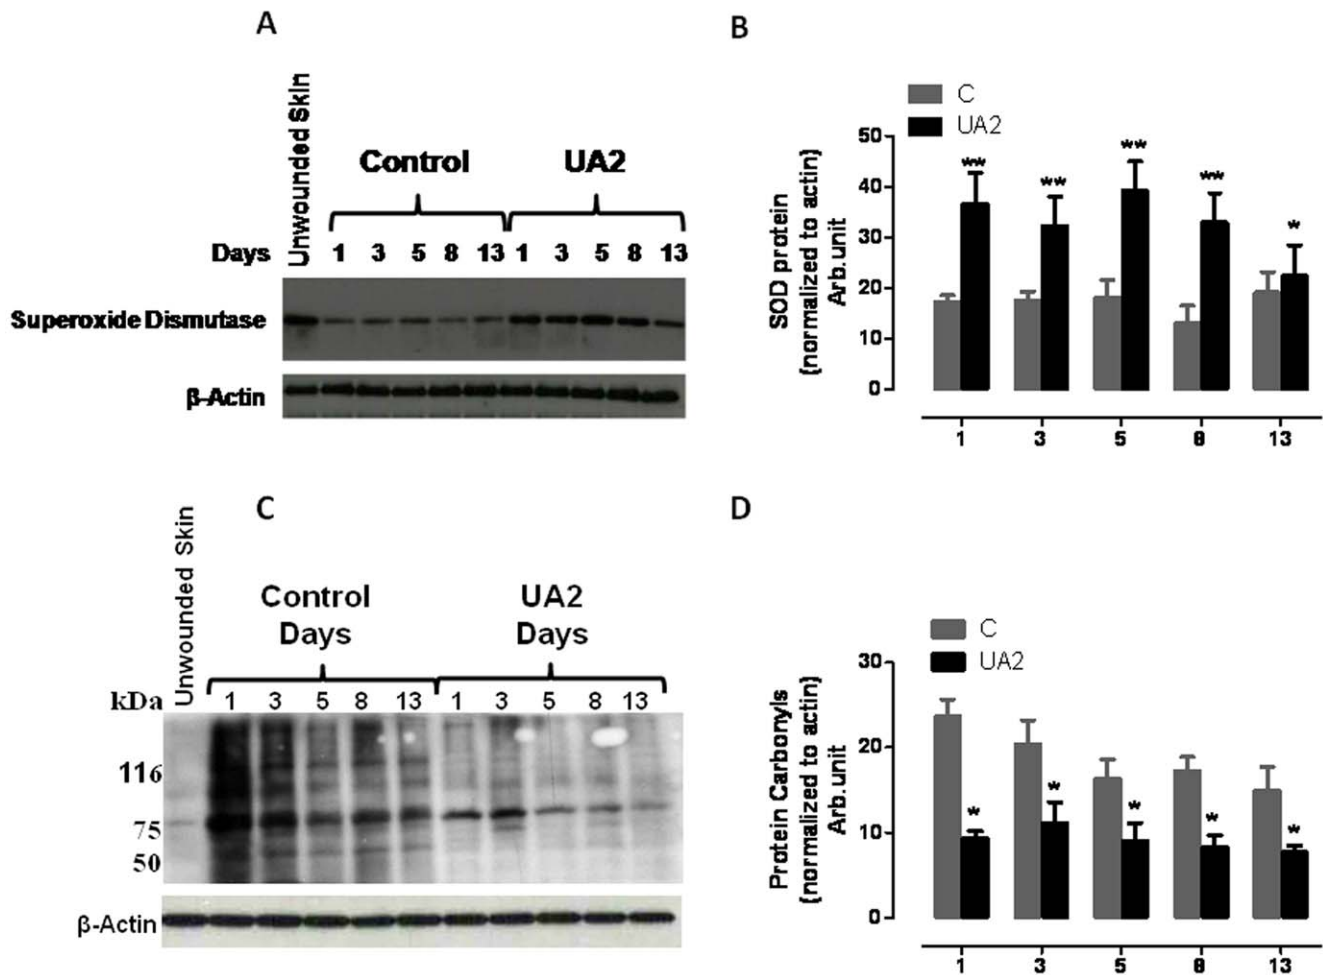 A
Unwounded Skin
Control
UA2
Days 1 3 5 8 13 1 3 5 8 13
Superoxide Dismutase
β-Actin
B
C
UA2
SOD protein
(normalized to actin)
Arb.unit
50
40
30
20
10
0
** ** ** ** *
1 3 5 8 13
C
Unwounded Skin
Control
Days
UA2
Days
kDa 1 3 5 8 13 1 3 5 8 13
116
75
50
β-Actin
D
C
UA2
Protein Carbonyls
(normalized to actin)
Arb.unit
30
20
10
0
* * * * *
1 3 5 8 13